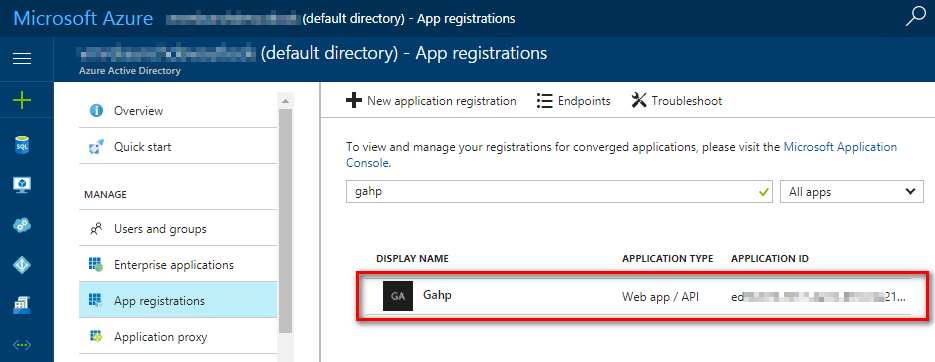 Microsoft Azure (default directory) - App registrations
(default directory) - App registrations
Azure Active Directory
Overview
Quick start
MANAGE
Users and groups
Enterprise applications
App registrations
Application proxy
New application registration Endpoints Troubleshoot
To view and manage your registrations for converged applications, please visit the Microsoft Application
Console.
gahp All apps
DISPLAY NAME APPLICATION TYPE APPLICATION ID
GA Gahp Web app / API ed 21...
SQL